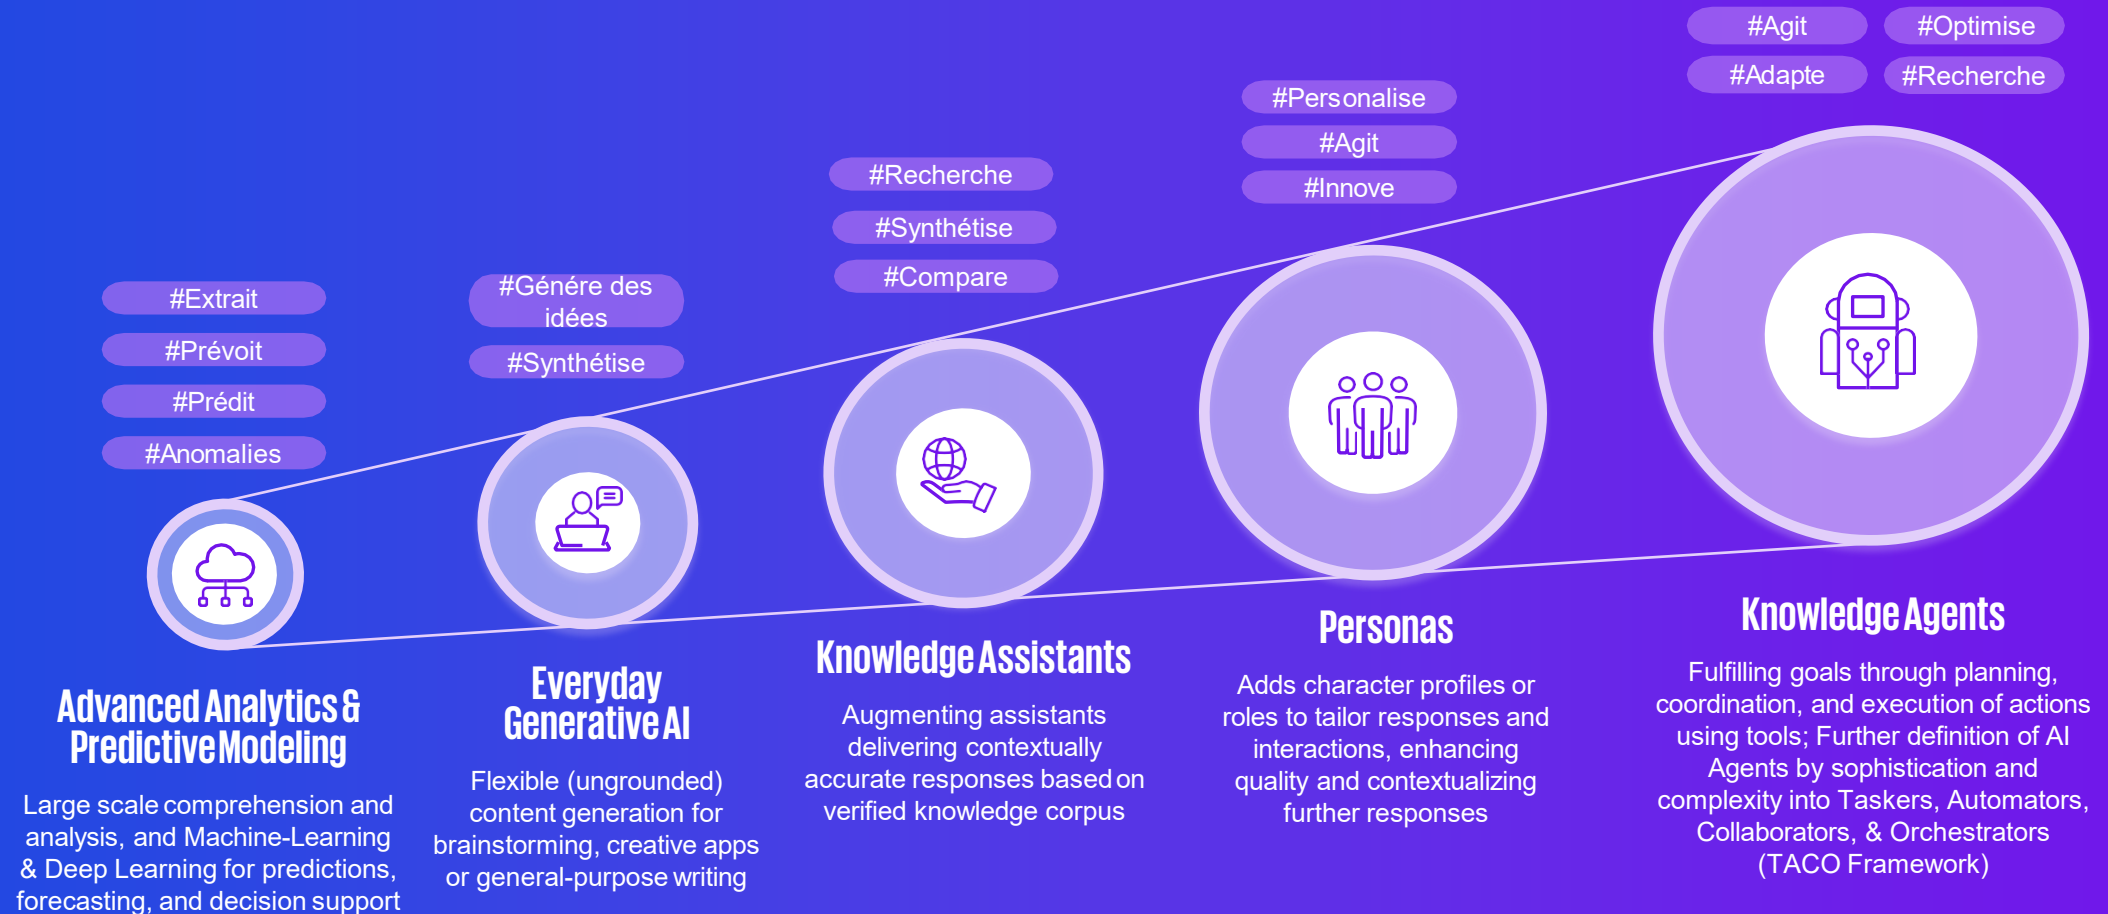 #Extrait
#Prévoit
#Prédit
#Anomalies
Advanced Analytics &
Predictive Modeling
Large scale comprehension and
analysis, and Machine-Learning
& Deep Learning for predictions,
forecasting, and decision support
#Génére des
idées
#Synthétise
Everyday
Generative AI
Flexible (ungrounded)
content generation for
brainstorming, creative apps
or general-purpose writing
#Recherche
#Synthétise
#Compare
Knowledge Assistants
Augmenting assistants
delivering contextually
accurate responses based on
verified knowledge corpus
#Personalise
#Agit
#Innove
Personas
Adds character profiles or
roles to tailor responses and
interactions, enhancing
quality and contextualizing
further responses
#Agit
#Optimise
#Adapte
#Recherche
Knowledge Agents
Fulfilling goals through planning,
coordination, and execution of actions
using tools; Further definition of AI
Agents by sophistication and
complexity into Taskers, Automators,
Collaborators, & Orchestrators
(TACO Framework)